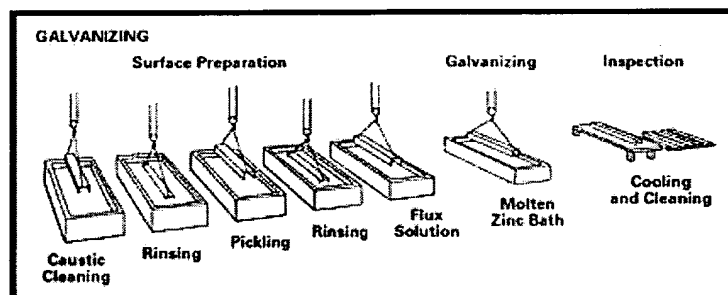 GALVANIZING
Surface Preparation
Galvanizing
Inspection
Caustic
Cleaning
Rinsing
Pickling
Rinsing
Flux
Solution
Molten
Zinc Bath
Cooling
and Cleaning